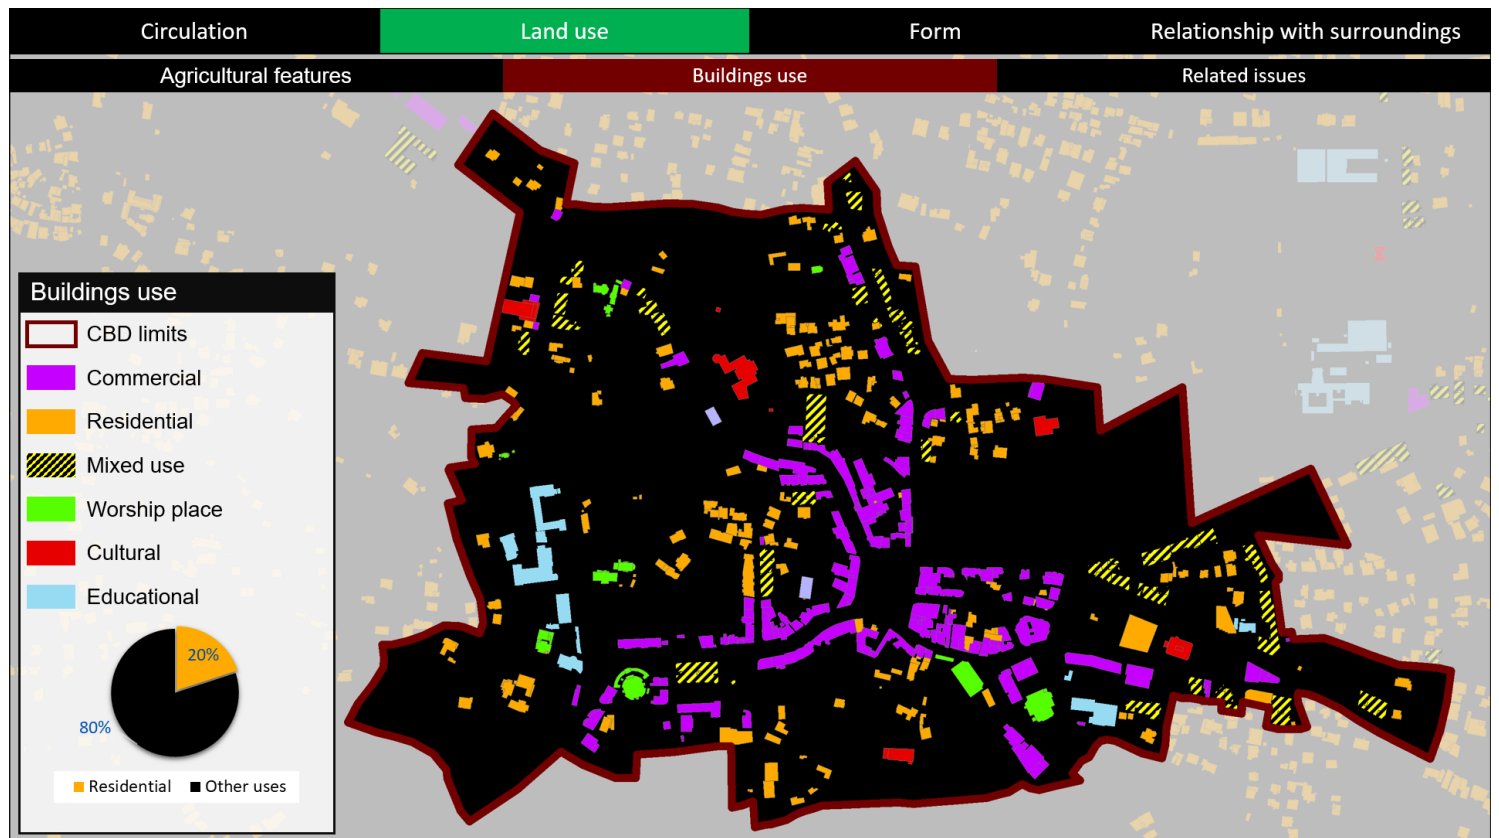 Circulation
Land use
Form
Relationship with surroundings
Agricultural features
Buildings use
Related issues
Buildings use
CBD limits
Commercial
Residential
Mixed use
Worship place
Cultural
Educational
20%
80%
Residential
Other uses